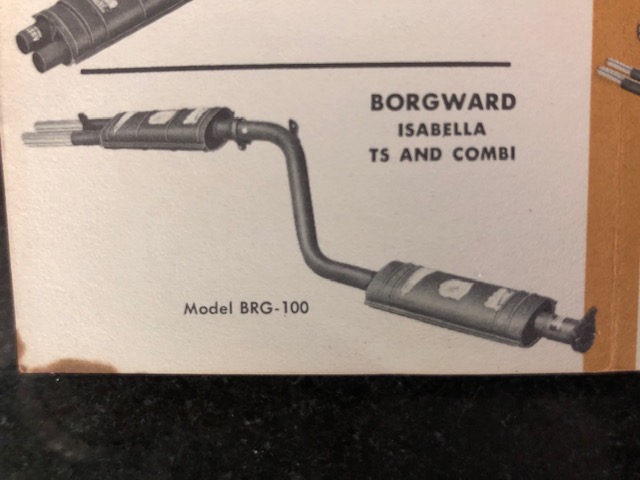 BORGWARD
ISABELLA
TS AND COMBI
Model BRG-100